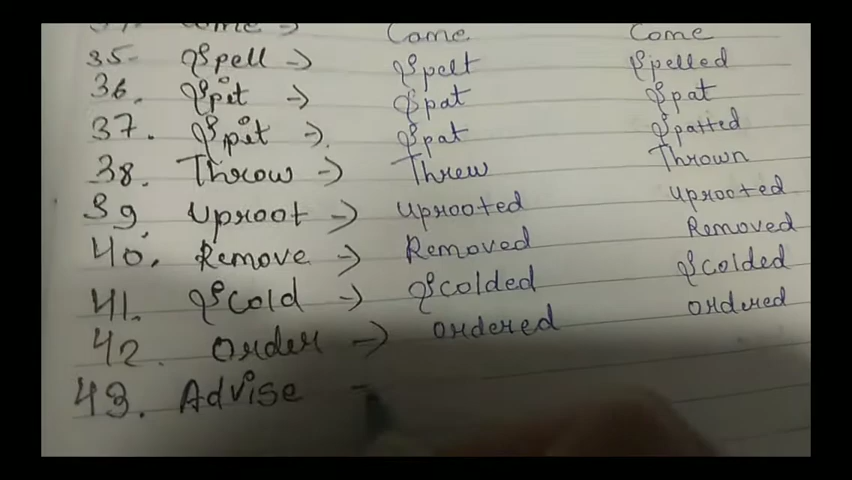 Come → Came Come
35- Spell → Spelt Spelled
36. Spit → Spat Spat
37. Spit → Spat Spatted
38. Throw → Threw Thrown
39. Uproot → Uprooted Uprooted
40. Remove → Removed Removed
41. Scold → Scolded Scolded
42. Order → Ordered Ordered
43. Advise